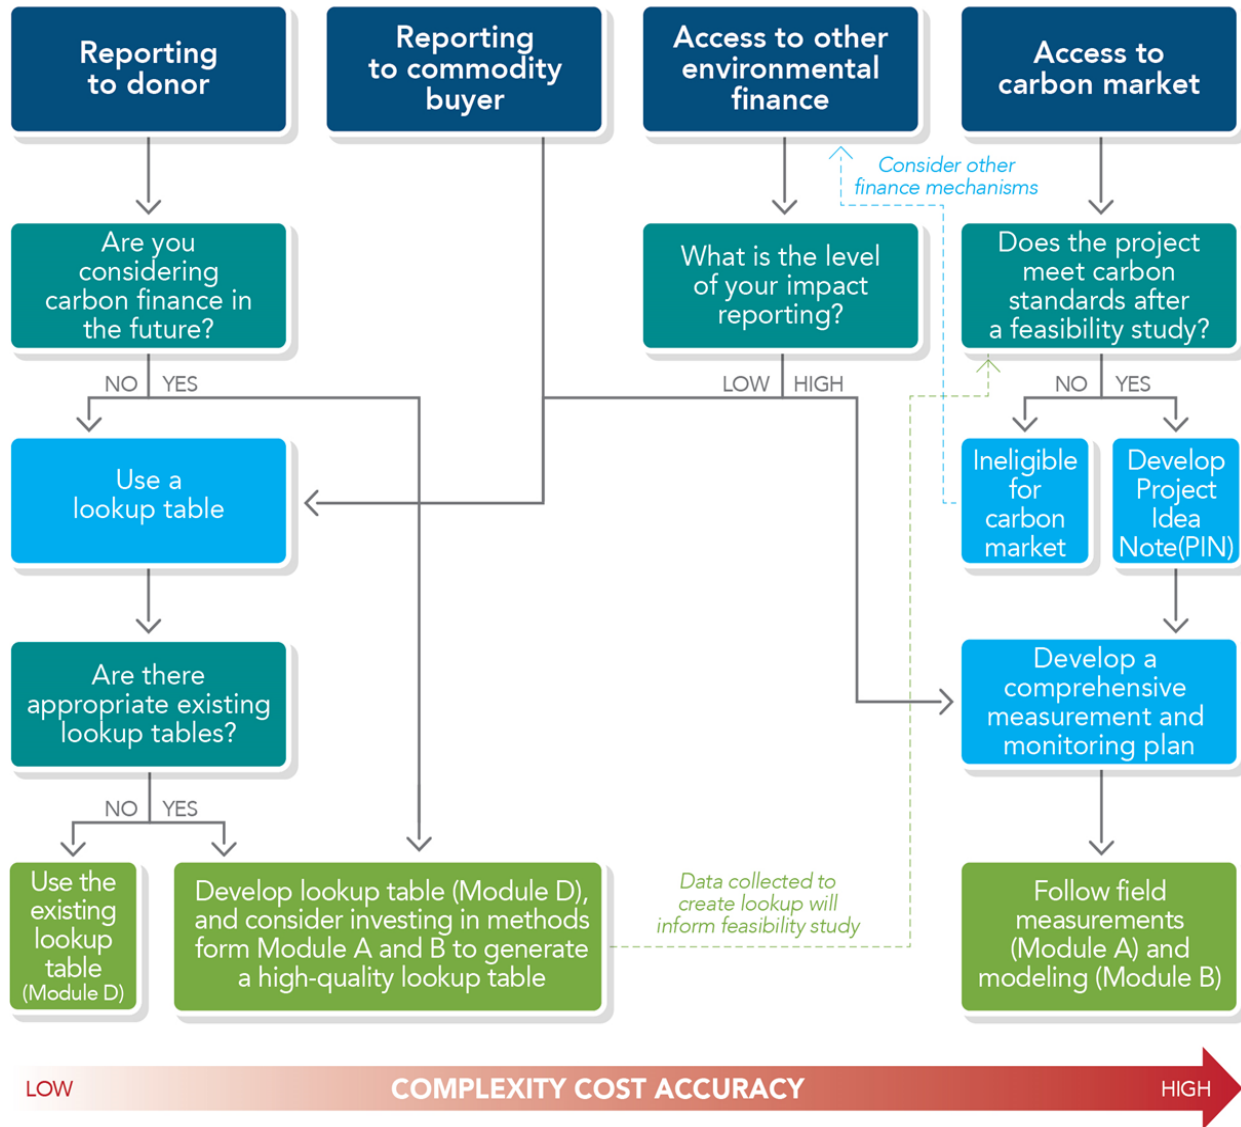 Reporting
to donor
Reporting
to commodity
buyer
Access to other
environmental
finance
Access to
carbon market
Consider other
finance mechanisms
Are you
considering
carbon finance in
the future?
What is the level
of your impact
reporting?
Does the project
meet carbon
standards after
a feasibility study?
NO YES
LOW HIGH
NO YES
Use a
lookup table
Ineligible
for
carbon
market
Develop
Project
Idea
Note(PIN)
Are there
appropriate existing
lookup tables?
Develop a
comprehensive
measurement and
monitoring plan
NO YES
Use the
existing
lookup
table
(Module D)
Develop lookup table (Module D),
and consider investing in methods
form Module A and B to generate
a high-quality lookup table
Data collected to
create lookup will
inform feasibility study
Follow field
measurements
(Module A) and
modeling (Module B)
LOW COMPLEXITY COST ACCURACY HIGH